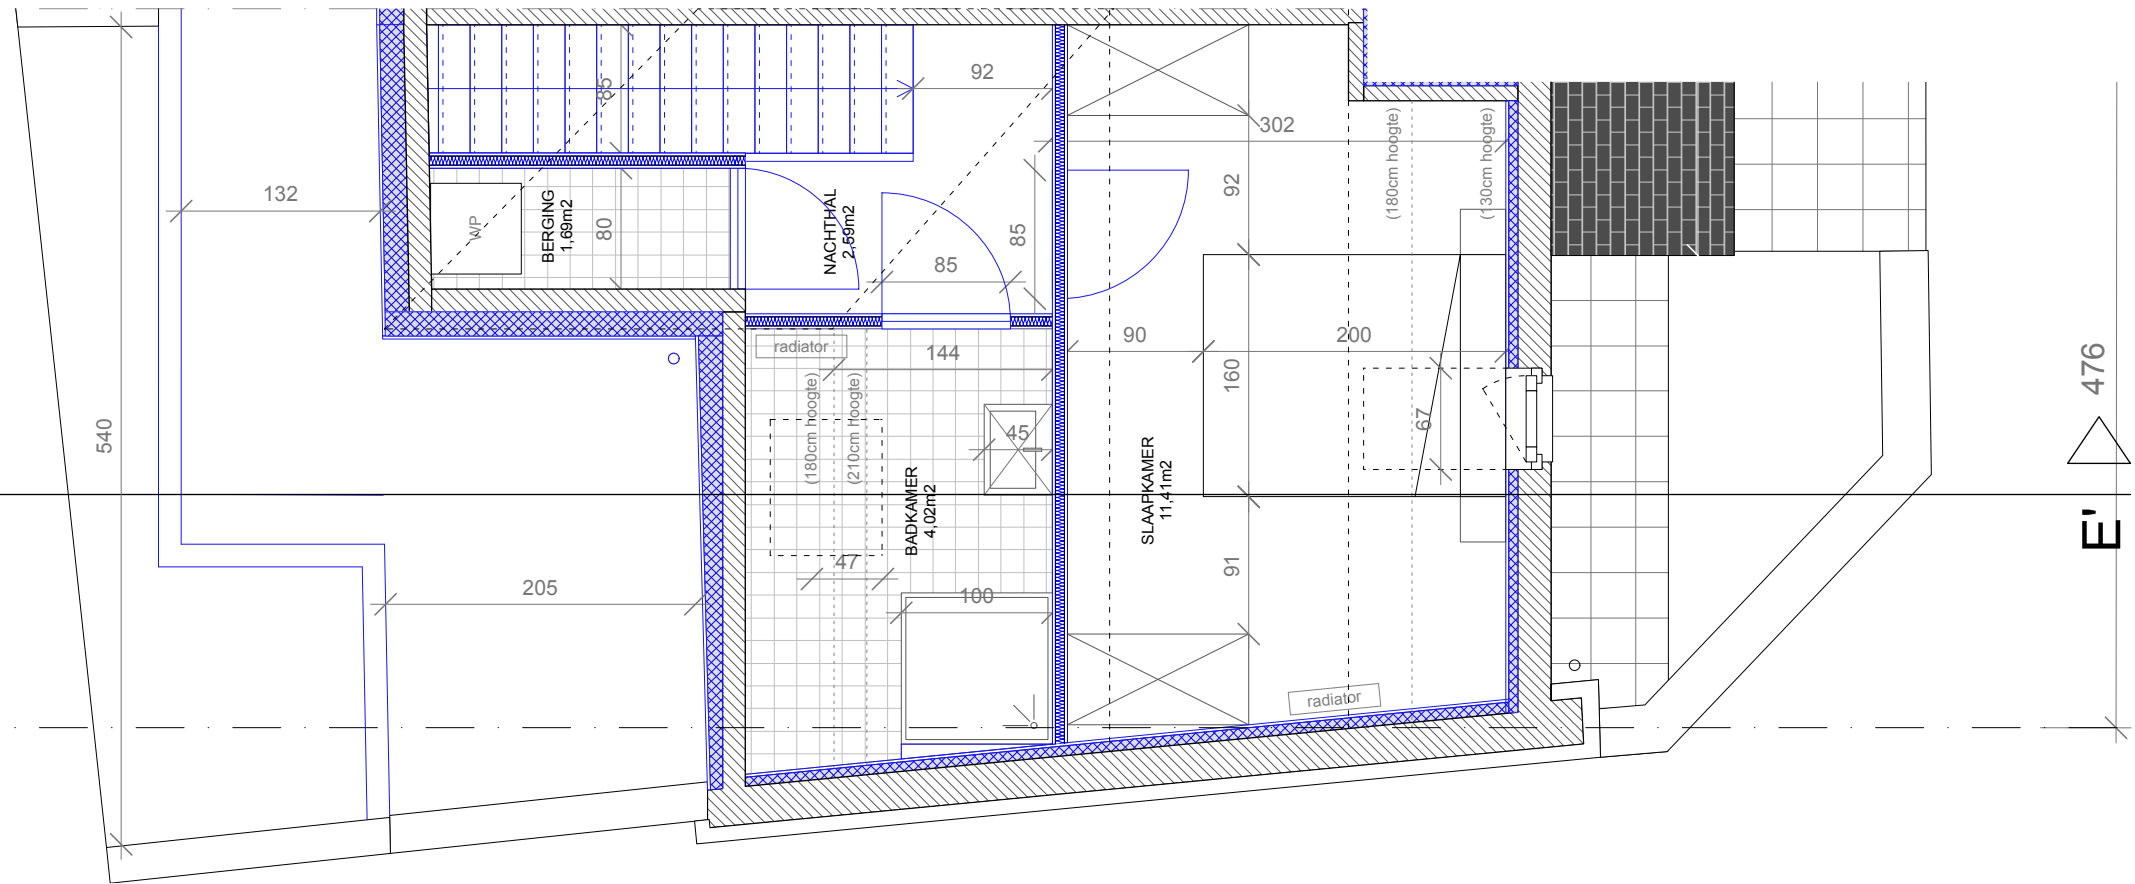 85
92
302
(180cm hoogte)
(130cm hoogte)
132
WP
BERGING
1,69m2
80
NACHTHAL
2,59m2
85
85
92
radiator
144
90
200
160
67
476
540
(180cm hoogte)
(210cm hoogte)
45
BADKAMER
4,02m2
SLAAPKAMER
11,41m2
E'
47
91
205
100
radiator